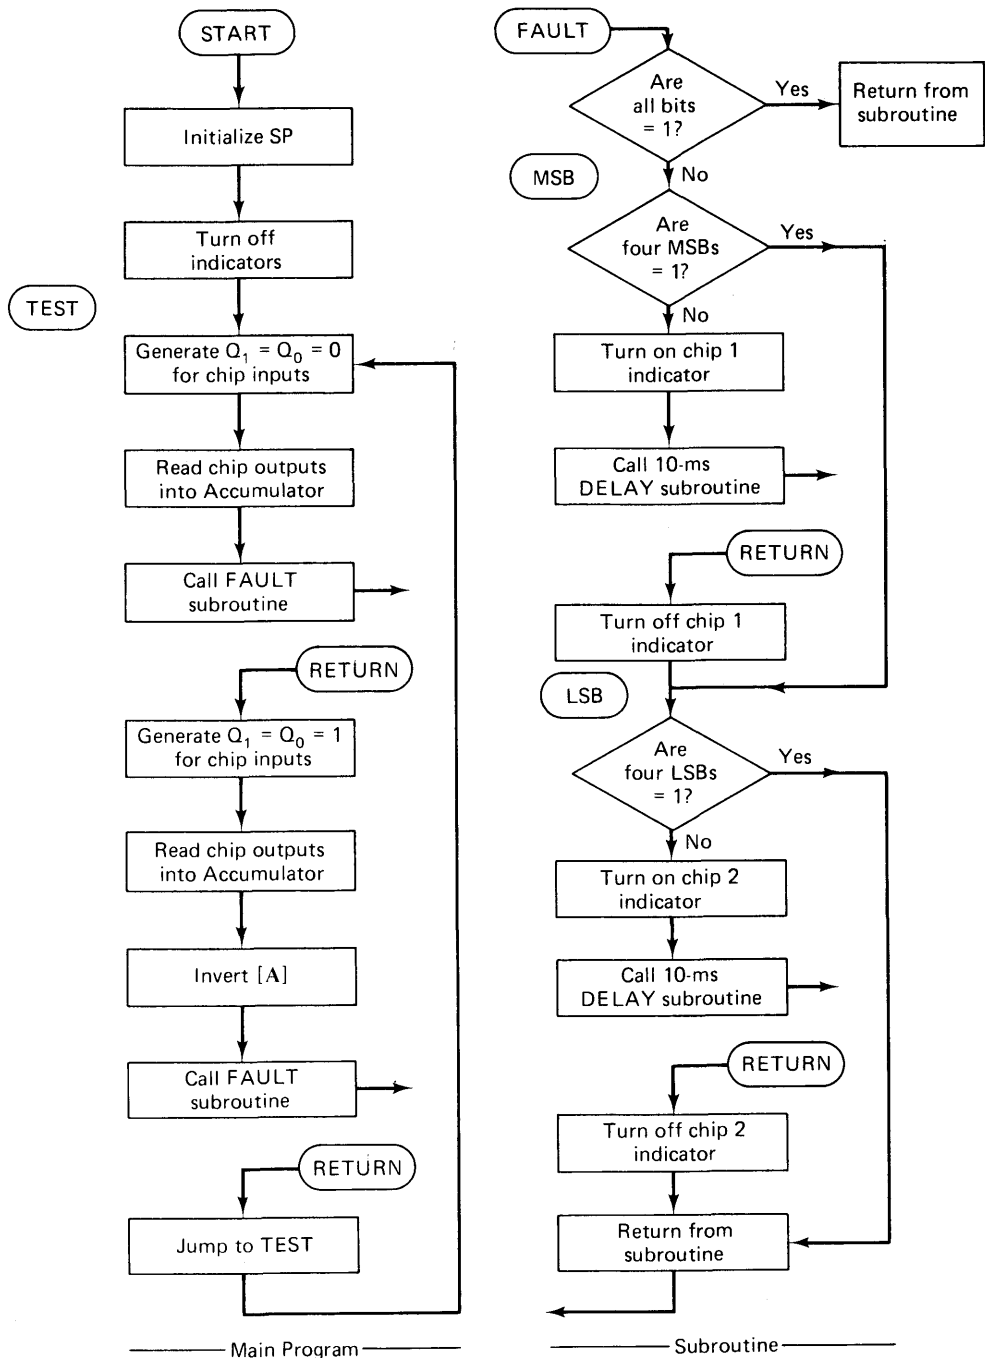 START
Initialize SP
Turn off
indicators
TEST
Generate Q₁ = Q₀ = 0
for chip inputs
Read chip outputs
into Accumulator
Call FAULT
subroutine
RETURN
Generate Q₁ = Q₀ = 1
for chip inputs
Read chip outputs
into Accumulator
Invert [A]
Call FAULT
subroutine
RETURN
Jump to TEST
Main Program
FAULT
Are
all bits
= 1?
Yes
Return from
subroutine
No
MSB
Are
four MSBs
= 1?
Yes
No
Turn on chip 1
indicator
Call 10-ms
DELAY subroutine
RETURN
Turn off chip 1
indicator
LSB
Are
four LSBs
= 1?
Yes
No
Turn on chip 2
indicator
Call 10-ms
DELAY subroutine
RETURN
Turn off chip 2
indicator
Return from
subroutine
Subroutine